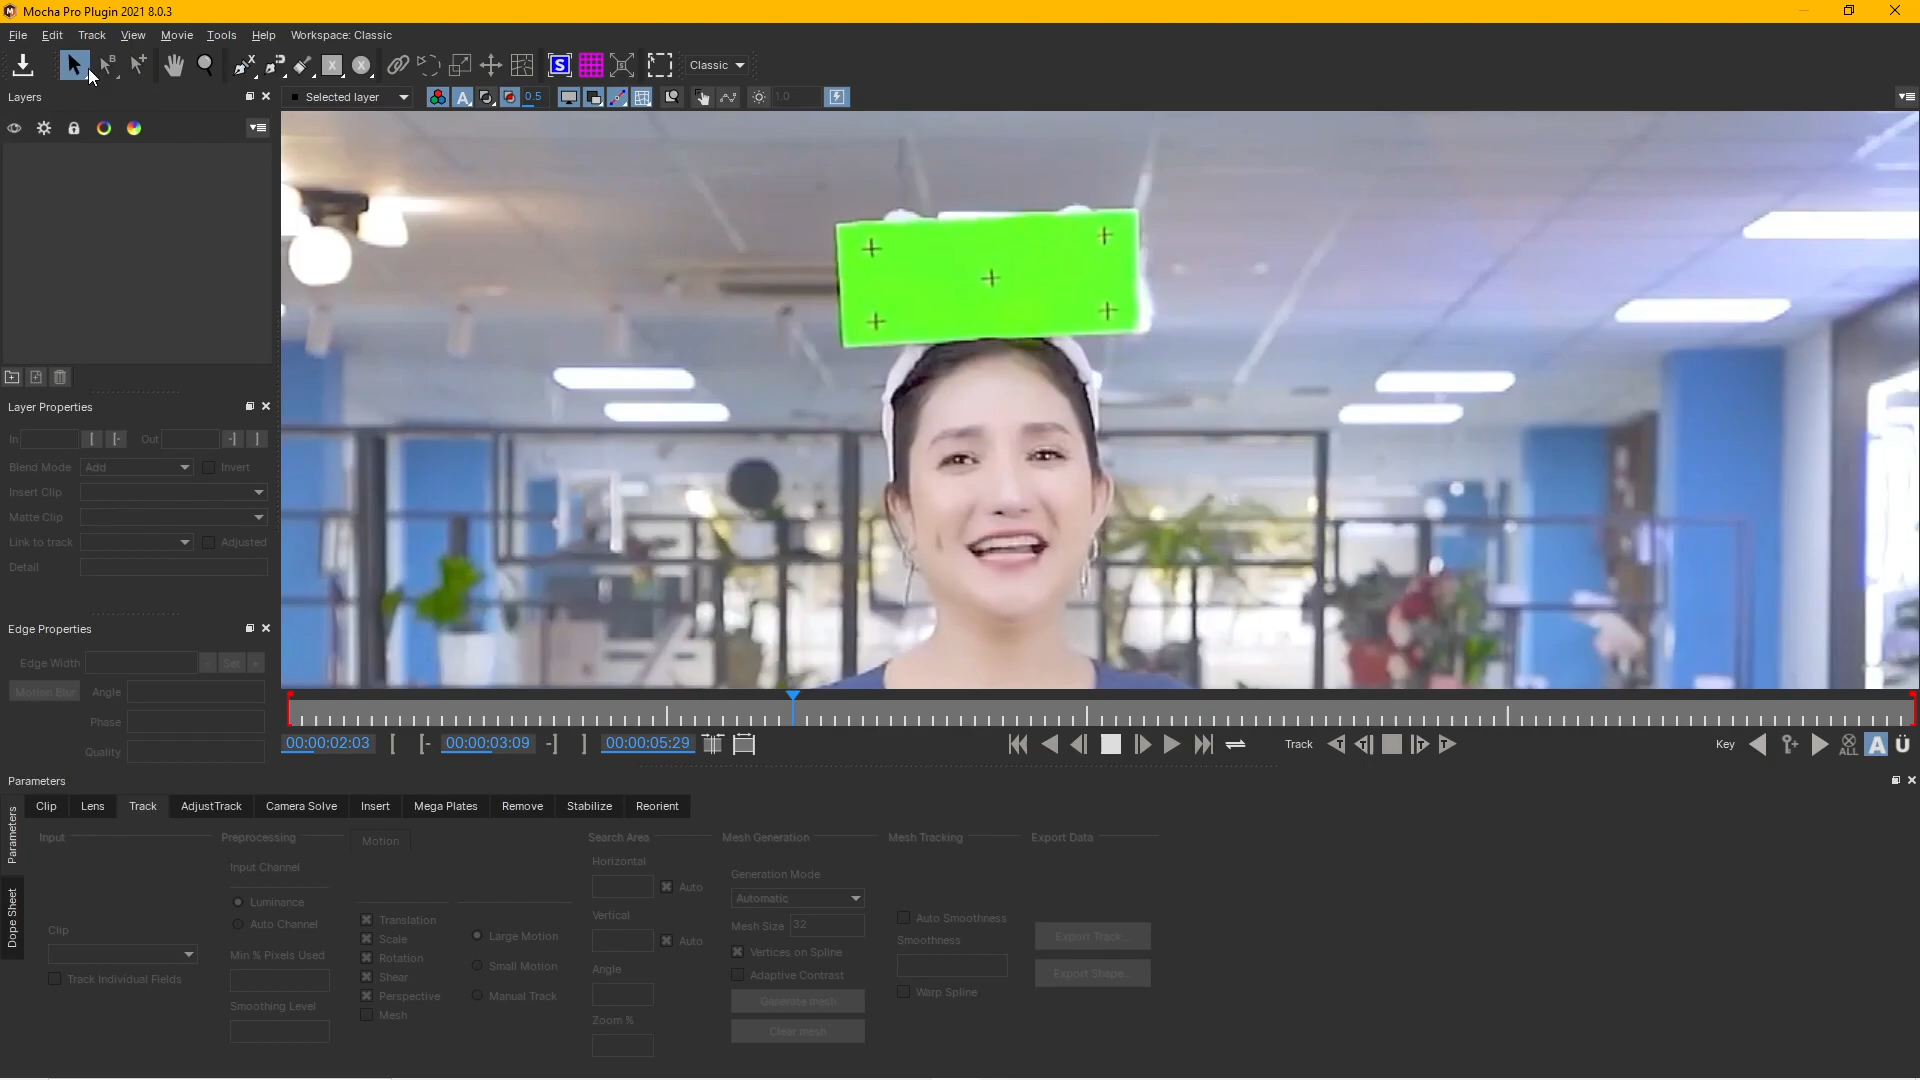 Mocha Pro Plugin 2021 8.0.3
File Edit Track View Movie Tools Help Workspace: Classic
Classic
Layers
Selected layer
0.5
1.0
Layer Properties
In Out
Blend Mode Add Invert
Insert Clip
Matte Clip
Link to track Adjusted
Detail
Edge Properties
Edge Width Set
Motion Blur Angle
Phase
Quality
00:00:02:03 00:00:03:09 00:00:05:29 Track Key ALL
Parameters
Parameters
Dope Sheet
Clip Lens Track AdjustTrack Camera Solve Insert Mega Plates Remove Stabilize Reorient
Input
Clip
Track Individual Fields
Preprocessing
Input Channel
Luminance
Auto Channel
Min % Pixels Used
Smoothing Level
Motion
Translation
Scale
Rotation
Shear
Perspective
Mesh
Large Motion
Small Motion
Manual Track
Search Area
Horizontal
Auto
Vertical
Auto
Angle
Zoom %
Mesh Generation
Generation Mode
Automatic
Mesh Size 32
Vertices on Spline
Adaptive Contrast
Generate mesh
Clear mesh
Mesh Tracking
Auto Smoothness
Smoothness
Warp Spline
Export Data
Export Track...
Export Shape...